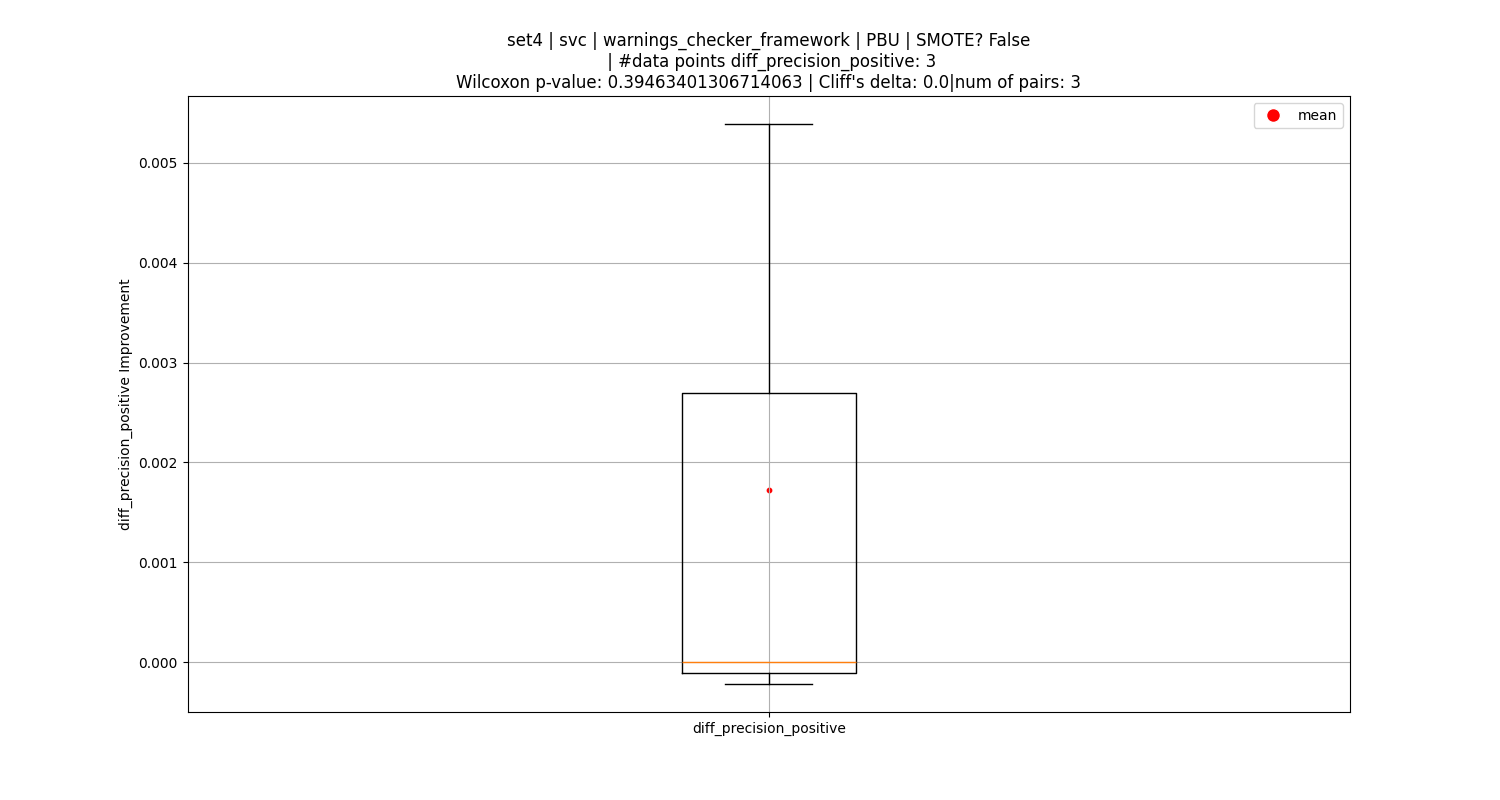 set4 | svc | warnings_checker_framework | PBU | SMOTE? False
| #data points diff_precision_positive: 3
Wilcoxon p-value: 0.39463401306714063 | Cliff's delta: 0.0|num of pairs: 3
mean
0.005
0.004
0.003
0.002
0.001
0.000
diff_precision_positive Improvement
diff_precision_positive